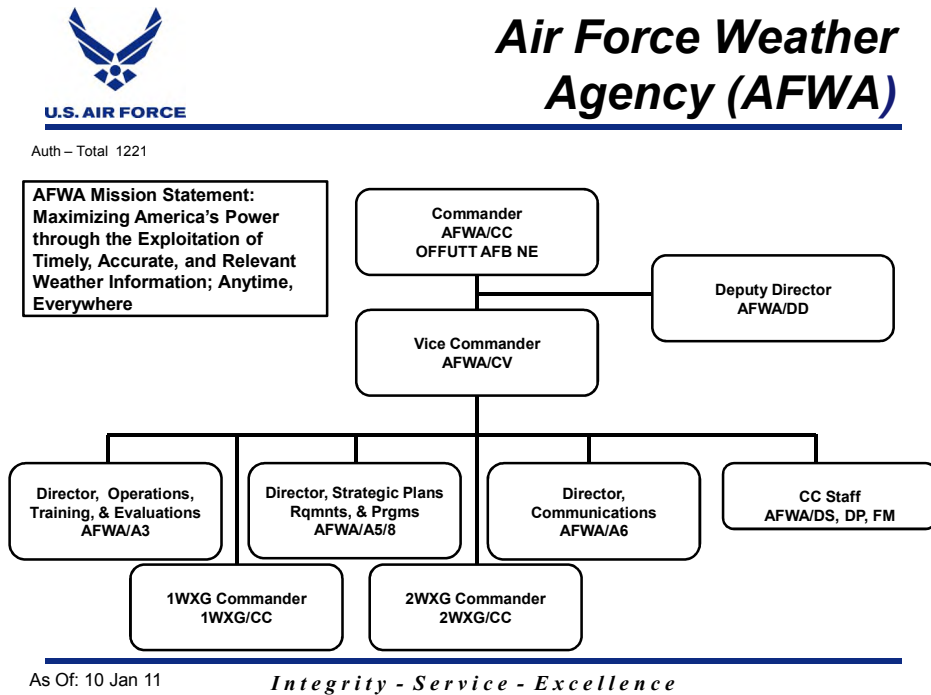 U.S. AIR FORCE
Air Force Weather
Agency (AFWA)
Auth – Total 1221
AFWA Mission Statement:
Maximizing America’s Power
through the Exploitation of
Timely, Accurate, and Relevant
Weather Information; Anytime,
Everywhere
Commander
AFWA/CC
OFFUTT AFB NE
Deputy Director
AFWA/DD
Vice Commander
AFWA/CV
Director, Operations,
Training, & Evaluations
AFWA/A3
Director, Strategic Plans
Rqmnts, & Prgms
AFWA/A5/8
Director,
Communications
AFWA/A6
CC Staff
AFWA/DS, DP, FM
1WXG Commander
1WXG/CC
2WXG Commander
2WXG/CC
As Of: 10 Jan 11
Integrity - Service - Excellence